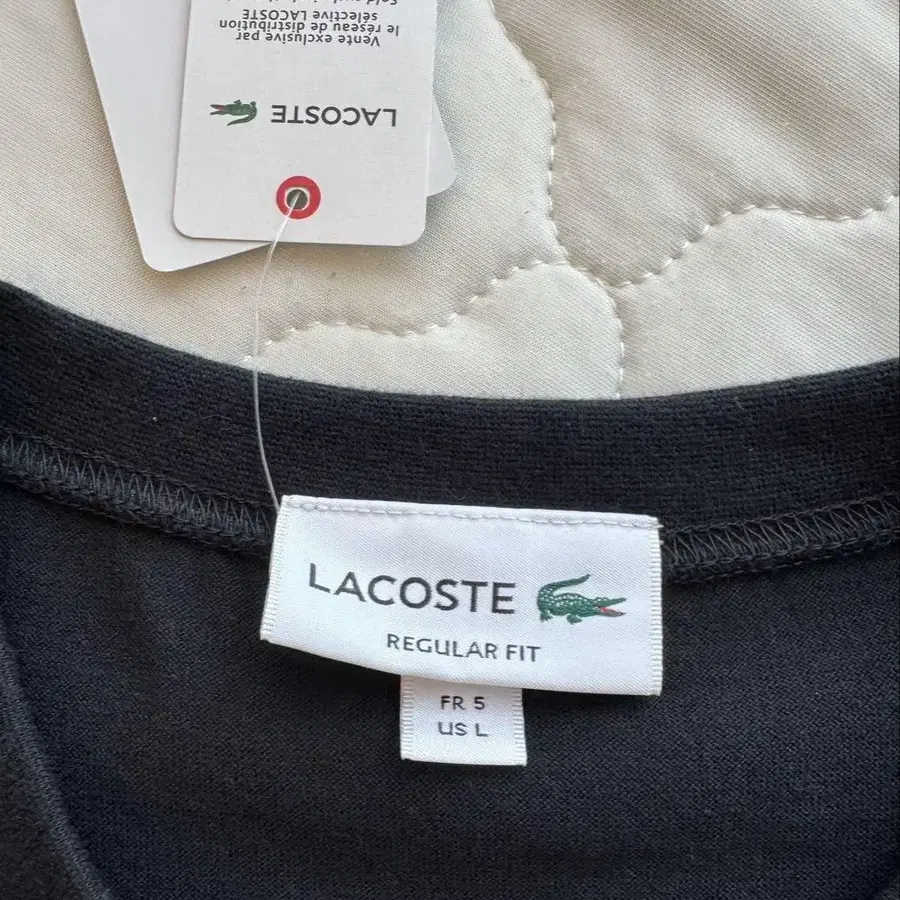 LACOSTE
Vente exclusive par
le réseau de distribution
sélective LACOSTE
LACOSTE
REGULAR FIT
FR 5
US L